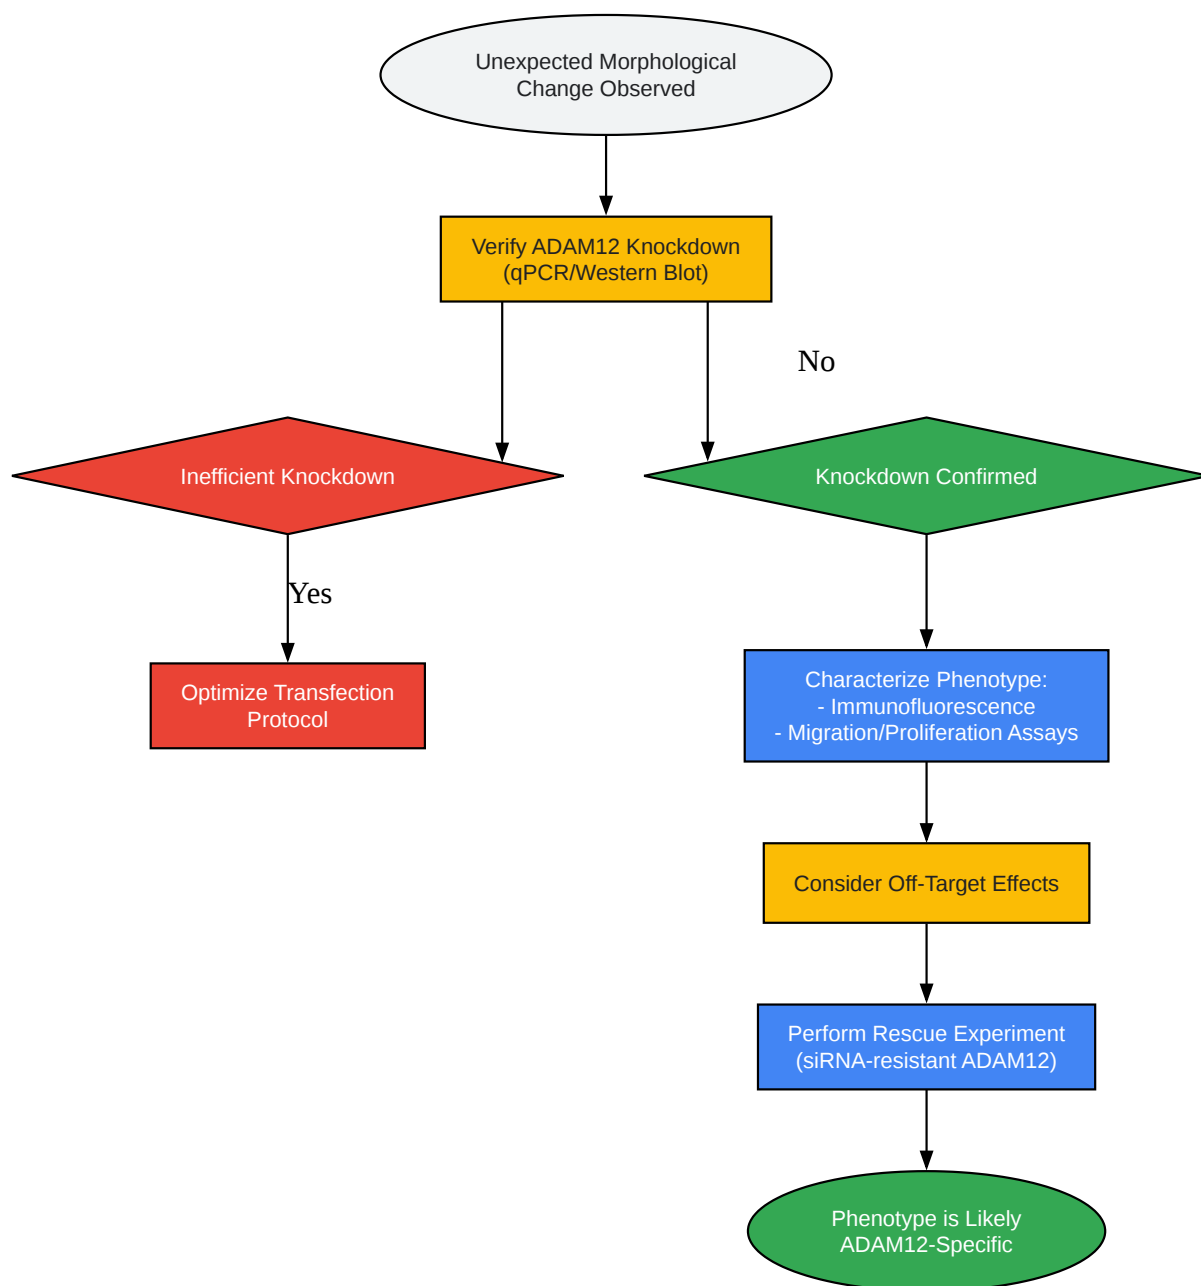 Unexpected Morphological
Change Observed
Verify ADAM12 Knockdown
(qPCR/Western Blot)
No
Inefficient Knockdown
Knockdown Confirmed
Yes
Optimize Transfection
Protocol
Characterize Phenotype:
- Immunofluorescence
- Migration/Proliferation Assays
Consider Off-Target Effects
Perform Rescue Experiment
(siRNA-resistant ADAM12)
Phenotype is Likely
ADAM12-Specific